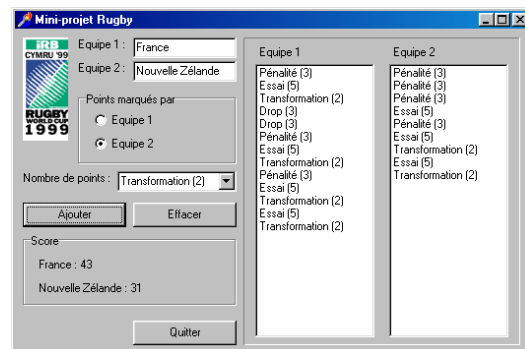 Mini-projet Rugby
iRB
CYMRU '99
RUGBY
WORLD CUP
1999
Equipe 1 : France
Equipe 2 : Nouvelle Zélande
Points marqués par
Equipe 1
Equipe 2
Nombre de points : Transformation (2)
Ajouter Effacer
Score
France : 43
Nouvelle Zélande : 31
Quitter
Equipe 1
Pénalité (3)
Essai (5)
Transformation (2)
Drop (3)
Drop (3)
Pénalité (3)
Essai (5)
Transformation (2)
Pénalité (3)
Essai (5)
Transformation (2)
Essai (5)
Transformation (2)
Equipe 2
Pénalité (3)
Pénalité (3)
Pénalité (3)
Essai (5)
Pénalité (3)
Essai (5)
Transformation (2)
Essai (5)
Transformation (2)